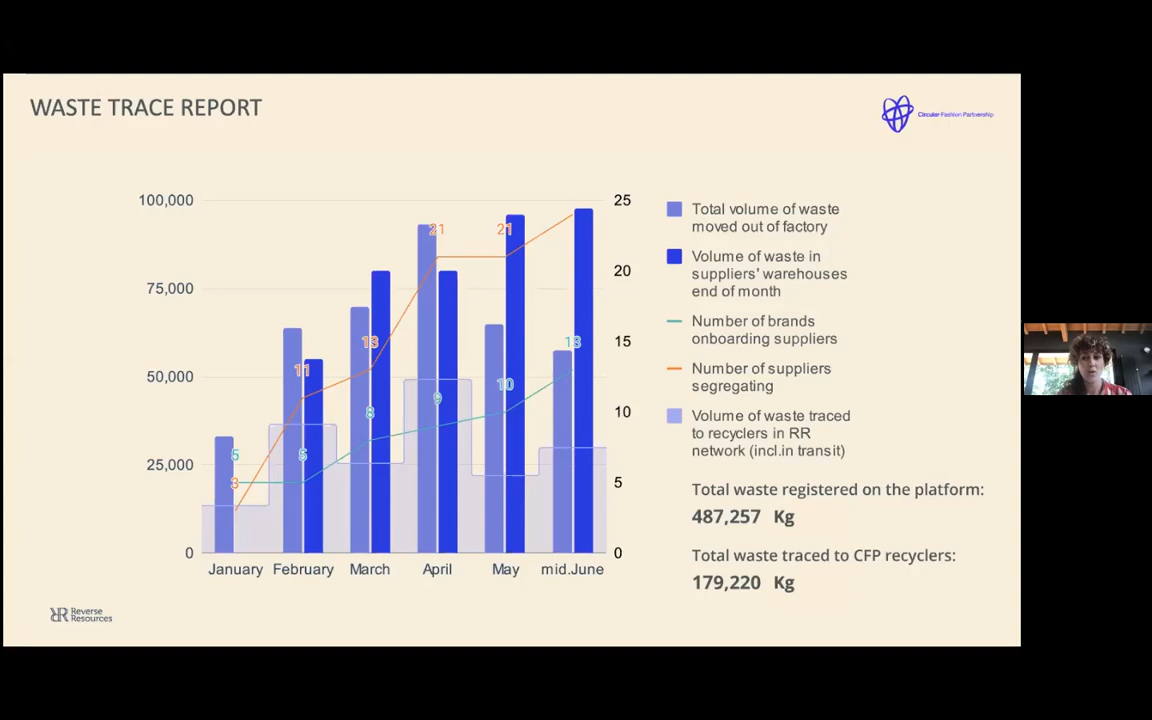 WASTE TRACE REPORT
Circular Fashion Partnership
100,000
75,000
50,000
25,000
0
25
20
15
10
5
0
5
3
11
5
13
8
21
9
21
10
13
January
February
March
April
May
mid.June
Total volume of waste
moved out of factory
Volume of waste in
suppliers' warehouses
end of month
Number of brands
onboarding suppliers
Number of suppliers
segregating
Volume of waste traced
to recyclers in RR
network (incl.in transit)
Total waste registered on the platform:
487,257 Kg
Total waste traced to CFP recyclers:
179,220 Kg
Reverse
Resources